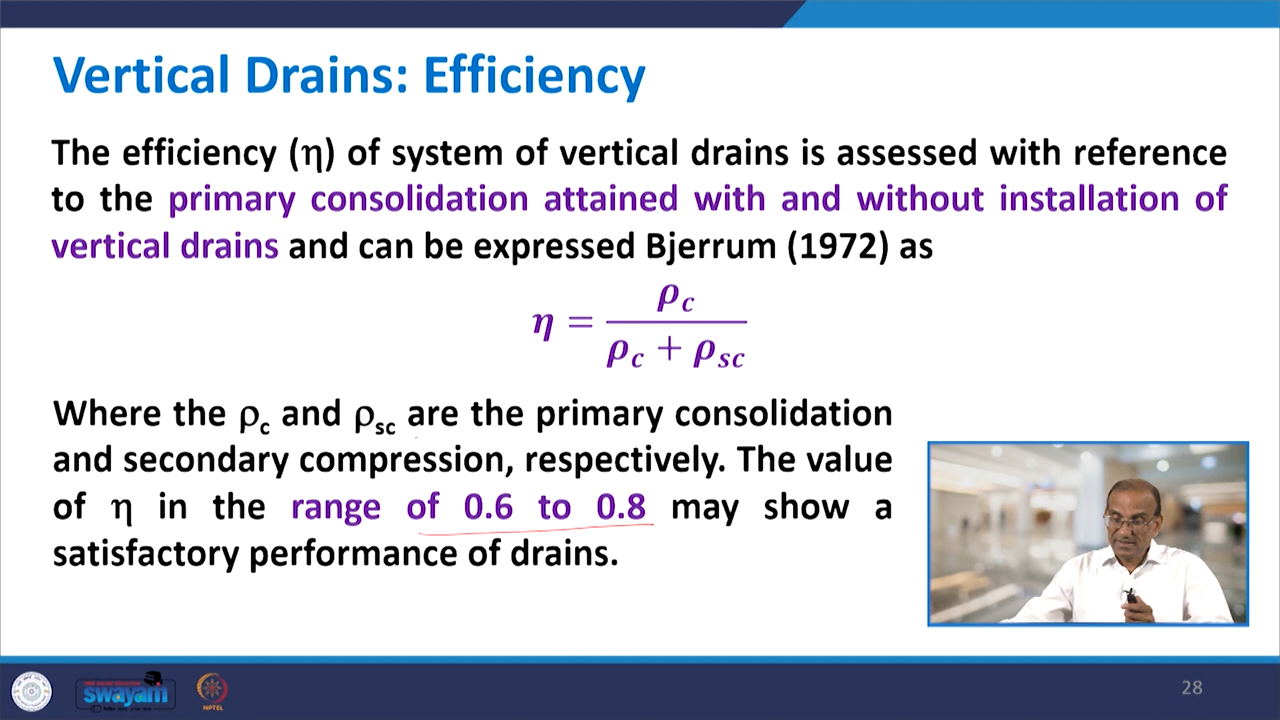 Vertical Drains: Efficiency
The efficiency (η) of system of vertical drains is assessed with reference
to the primary consolidation attained with and without installation of
vertical drains and can be expressed Bjerrum (1972) as
η = ρc / (ρc + ρsc)
Where the ρc and ρsc are the primary consolidation
and secondary compression, respectively. The value
of η in the range of 0.6 to 0.8 may show a
satisfactory performance of drains.
swayam
NPTEL
28